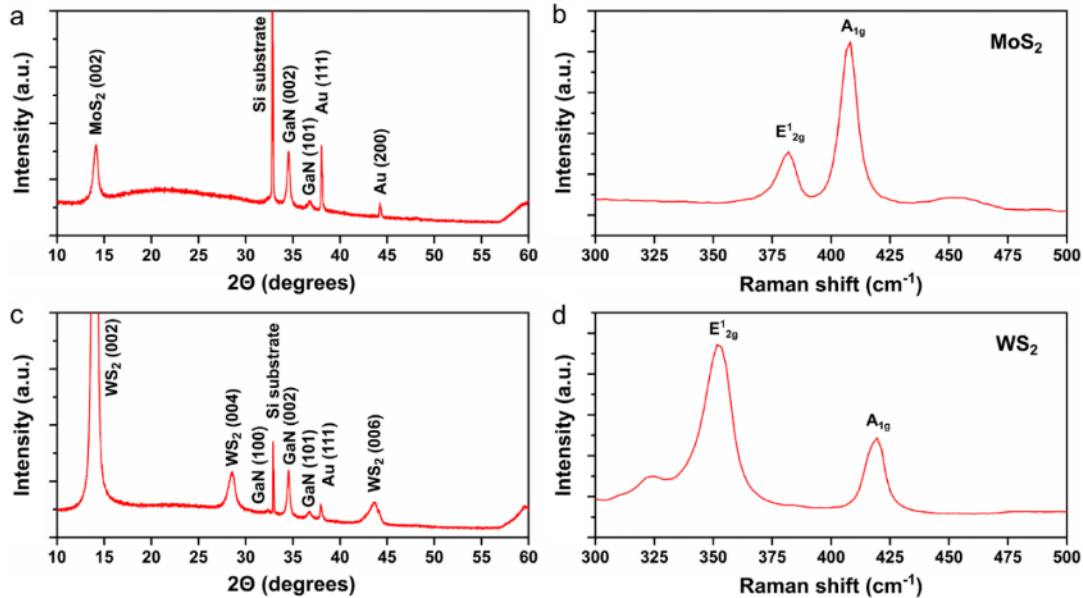 a
Intensity (a.u.)
MoS₂ (002)
Si substrate
GaN (002)
GaN (101)
Au (111)
Au (200)
10 15 20 25 30 35 40 45 50 55 60
2Θ (degrees)
b
Intensity (a.u.)
E¹₂g
A₁g
MoS₂
300 325 350 375 400 425 450 475 500
Raman shift (cm⁻¹)
c
Intensity (a.u.)
WS₂ (002)
WS₂ (004)
GaN (100)
Si substrate
GaN (002)
GaN (101)
Au (111)
WS₂ (006)
10 15 20 25 30 35 40 45 50 55 60
2Θ (degrees)
d
Intensity (a.u.)
E¹₂g
A₁g
WS₂
300 325 350 375 400 425 450 475 500
Raman shift (cm⁻¹)